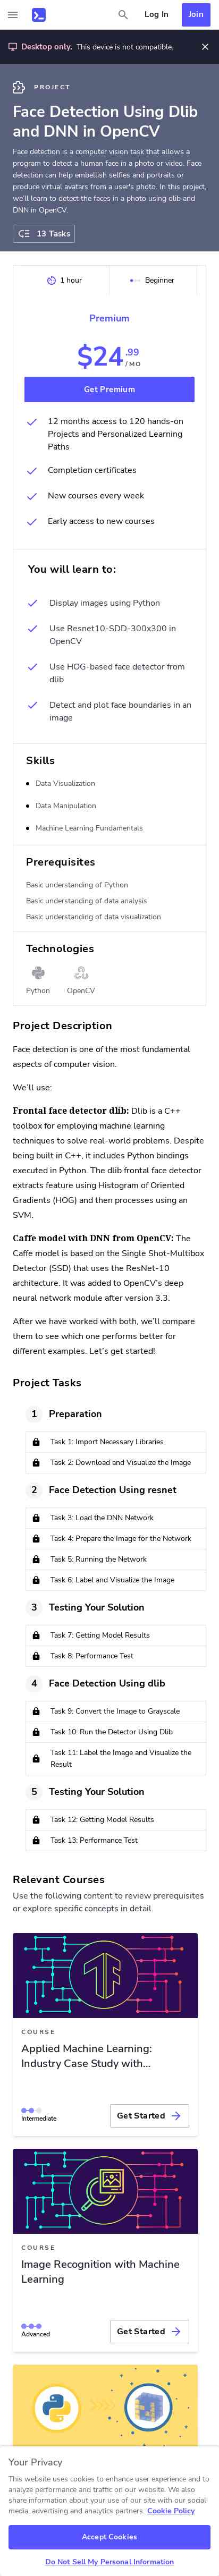 Log In
Join
Desktop only. This device is not compatible.
PROJECT
Face Detection Using Dlib
and DNN in OpenCV
Face detection is a computer vision task that allows a
program to detect a human face in a photo or video. Face
detection can help embellish selfies and portraits or
produce virtual avatars from a user's photo. In this project,
we'll learn to detect the faces in a photo using dlib and
DNN in OpenCV.
13 Tasks
1 hour
Beginner
Premium
$24.99
/ MO
Get Premium
12 months access to 120 hands-on
Projects and Personalized Learning
Paths
Completion certificates
New courses every week
Early access to new courses
You will learn to:
Display images using Python
Use Resnet10-SDD-300x300 in
OpenCV
Use HOG-based face detector from
dlib
Detect and plot face boundaries in an
image
Skills
Data Visualization
Data Manipulation
Machine Learning Fundamentals
Prerequisites
Basic understanding of Python
Basic understanding of data analysis
Basic understanding of data visualization
Technologies
Python
OpenCV
Project Description
Face detection is one of the most fundamental
aspects of computer vision.
We'll use:
Frontal face detector dlib: Dlib is a C++
toolbox for employing machine learning
techniques to solve real-world problems. Despite
being built in C++, it includes Python bindings
executed in Python. The dlib frontal face detector
extracts feature using Histogram of Oriented
Gradients (HOG) and then processes using an
SVM.
Caffe model with DNN from OpenCV: The
Caffe model is based on the Single Shot-Multibox
Detector (SSD) that uses the ResNet-10
architecture. It was added to OpenCV's deep
neural network module after version 3.3.
After we have worked with both, we'll compare
them to see which one performs better for
different examples. Let's get started!
Project Tasks
1 Preparation
Task 1: Import Necessary Libraries
Task 2: Download and Visualize the Image
2 Face Detection Using resnet
Task 3: Load the DNN Network
Task 4: Prepare the Image for the Network
Task 5: Running the Network
Task 6: Label and Visualize the Image
3 Testing Your Solution
Task 7: Getting Model Results
Task 8: Performance Test
4 Face Detection Using dlib
Task 9: Convert the Image to Grayscale
Task 10: Run the Detector Using Dlib
Task 11: Label the Image and Visualize the
Result
5 Testing Your Solution
Task 12: Getting Model Results
Task 13: Performance Test
Relevant Courses
Use the following content to review prerequisites
or explore specific concepts in detail.
COURSE
Applied Machine Learning:
Industry Case Study with...
Intermediate
Get Started
COURSE
Image Recognition with Machine
Learning
Advanced
Get Started
Your Privacy
This website uses cookies to enhance user experience and to
analyze performance and traffic on our website. We also
share information about your use of our site with our social
media, advertising and analytics partners. Cookie Policy
Accept Cookies
Do Not Sell My Personal Information